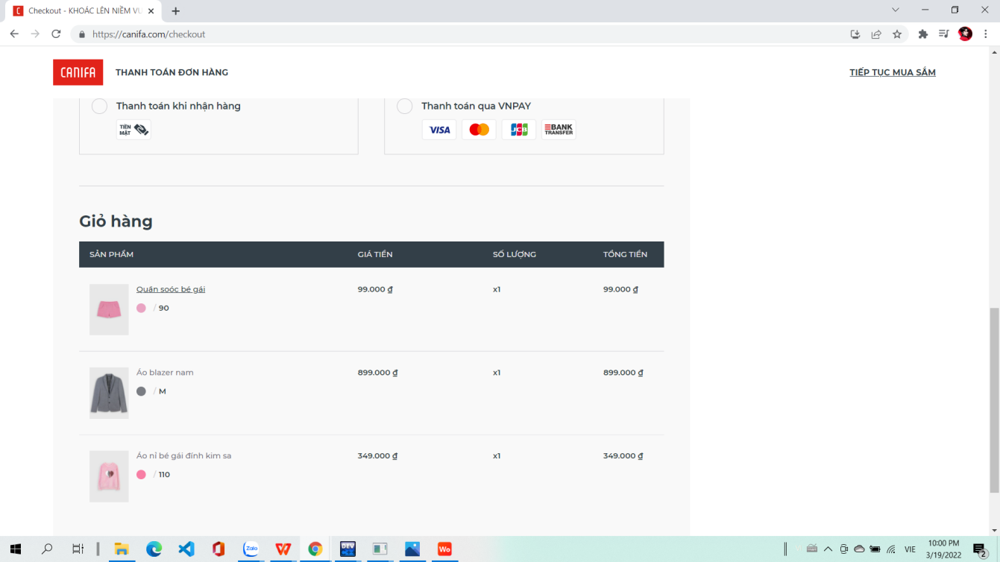 Checkout - KHOÁC LÊN NIỀM VU
https://canifa.com/checkout
CANIFA
THANH TOÁN ĐƠN HÀNG
TIẾP TỤC MUA SẮM
Thanh toán khi nhận hàng
Thanh toán qua VNPAY
TIỀN MẶT
VISA
JCB
BANK TRANSFER
Giỏ hàng
SẢN PHẨM GIÁ TIỀN SỐ LƯỢNG TỔNG TIỀN
Quần soóc bé gái 99.000 ₫ x1 99.000 ₫
/ 90
Áo blazer nam 899.000 ₫ x1 899.000 ₫
/ M
Áo nỉ bé gái đính kim sa 349.000 ₫ x1 349.000 ₫
/ 110
Zalo
DEV
Wo
VIE
10:00 PM
3/19/2022
2